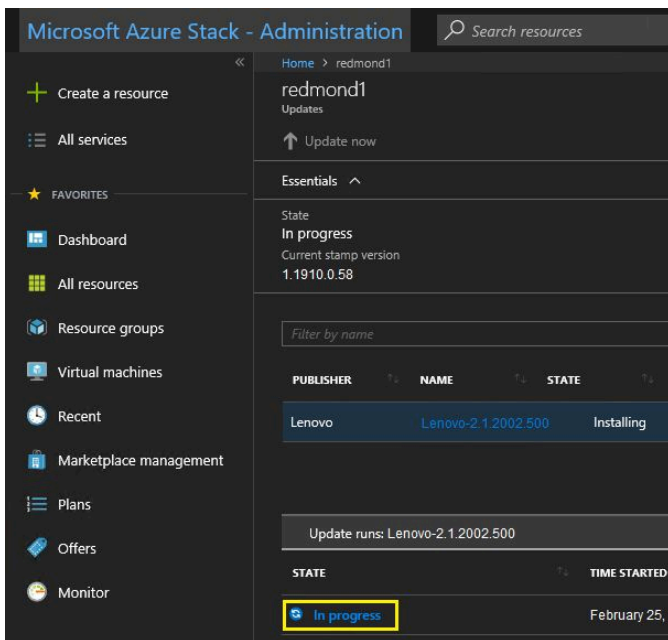 Microsoft Azure Stack - Administration
Search resources
Create a resource
All services
FAVORITES
Dashboard
All resources
Resource groups
Virtual machines
Recent
Marketplace management
Plans
Offers
Monitor
Home > redmond1
redmond1
Updates
Update now
Essentials
State
In progress
Current stamp version
1.1910.0.58
Filter by name
PUBLISHER NAME STATE
Lenovo Lenovo-2.1.2002.500 Installing
Update runs: Lenovo-2.1.2002.500
STATE TIME STARTED
In progress February 25,